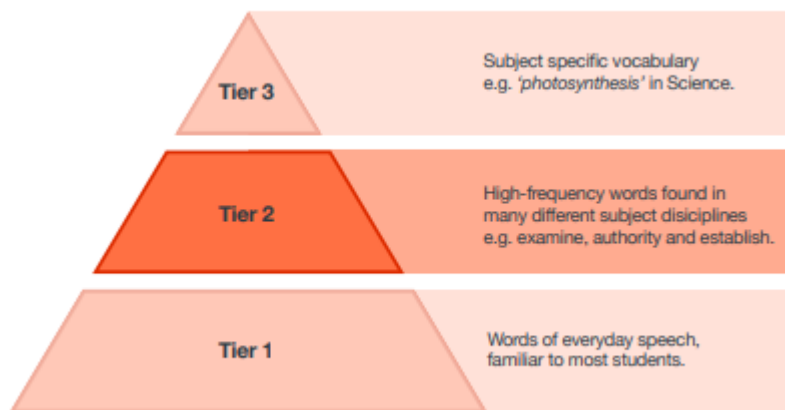 Tier 3
Subject specific vocabulary
e.g. ‘photosynthesis’ in Science.
Tier 2
High-frequency words found in
many different subject disiciplines
e.g. examine, authority and establish.
Tier 1
Words of everyday speech,
familiar to most students.